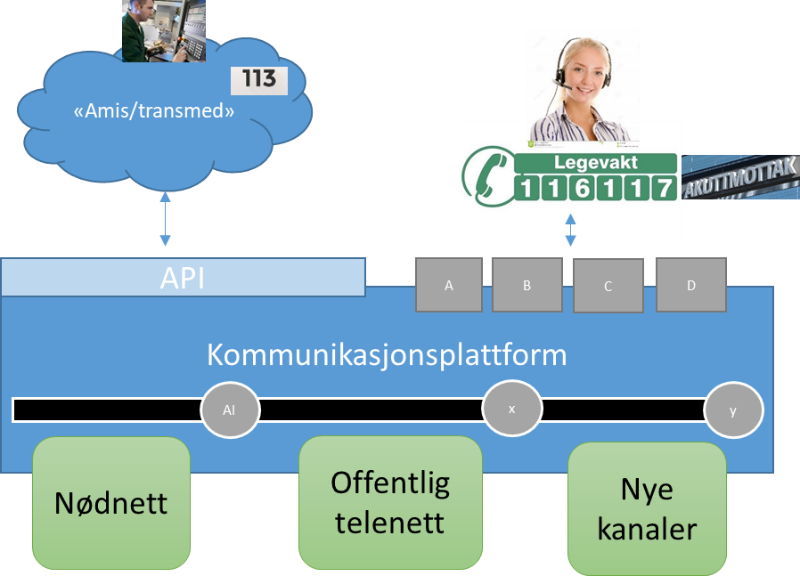 113
«Amis/transmed»
Legevakt
116117
AKUTTMOTTAK
API
A
B
C
D
Kommunikasjonsplattform
AI
x
y
Nødnett
Offentlig
telenett
Nye
kanaler